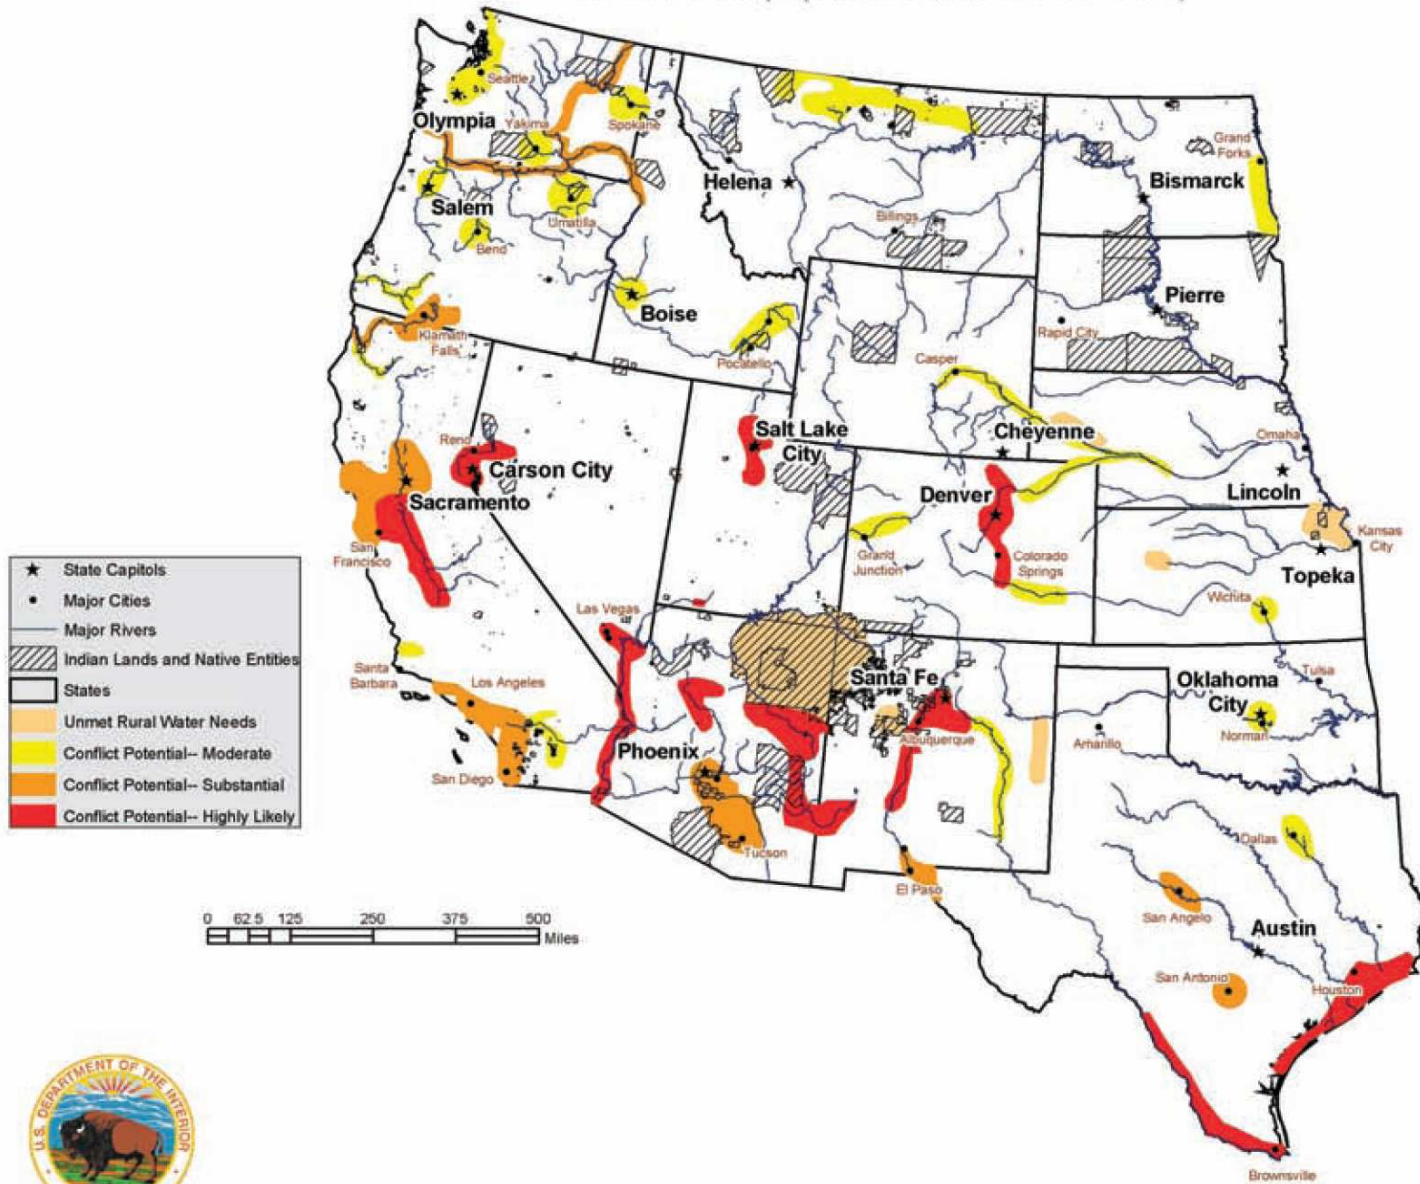 Seattle
Olympia
Yakima
Spokane
Salem
Umatilla
Bend
Helena
Billings
Grand
Forks
Bismarck
Pierre
Rapid City
Boise
Pocatello
Klamath
Falls
Casper
Cheyenne
Omaha
Lincoln
Reno
Carson City
Salt Lake
City
Sacramento
San
Francisco
Denver
Grand
Junction
Colorado
Springs
Kansas
City
Topeka
Wichita
Las Vegas
Santa
Barbara
Los Angeles
San Diego
Phoenix
Tucson
Santa Fe
Albuquerque
El Paso
Amarillo
Oklahoma
City
Tulsa
Norman
Dallas
San Angelo
Austin
San Antonio
Houston
Brownsville
State Capitols
Major Cities
Major Rivers
Indian Lands and Native Entities
States
Unmet Rural Water Needs
Conflict Potential-- Moderate
Conflict Potential-- Substantial
Conflict Potential-- Highly Likely
0 62.5 125 250 375 500
Miles
U.S. DEPARTMENT OF THE INTERIOR